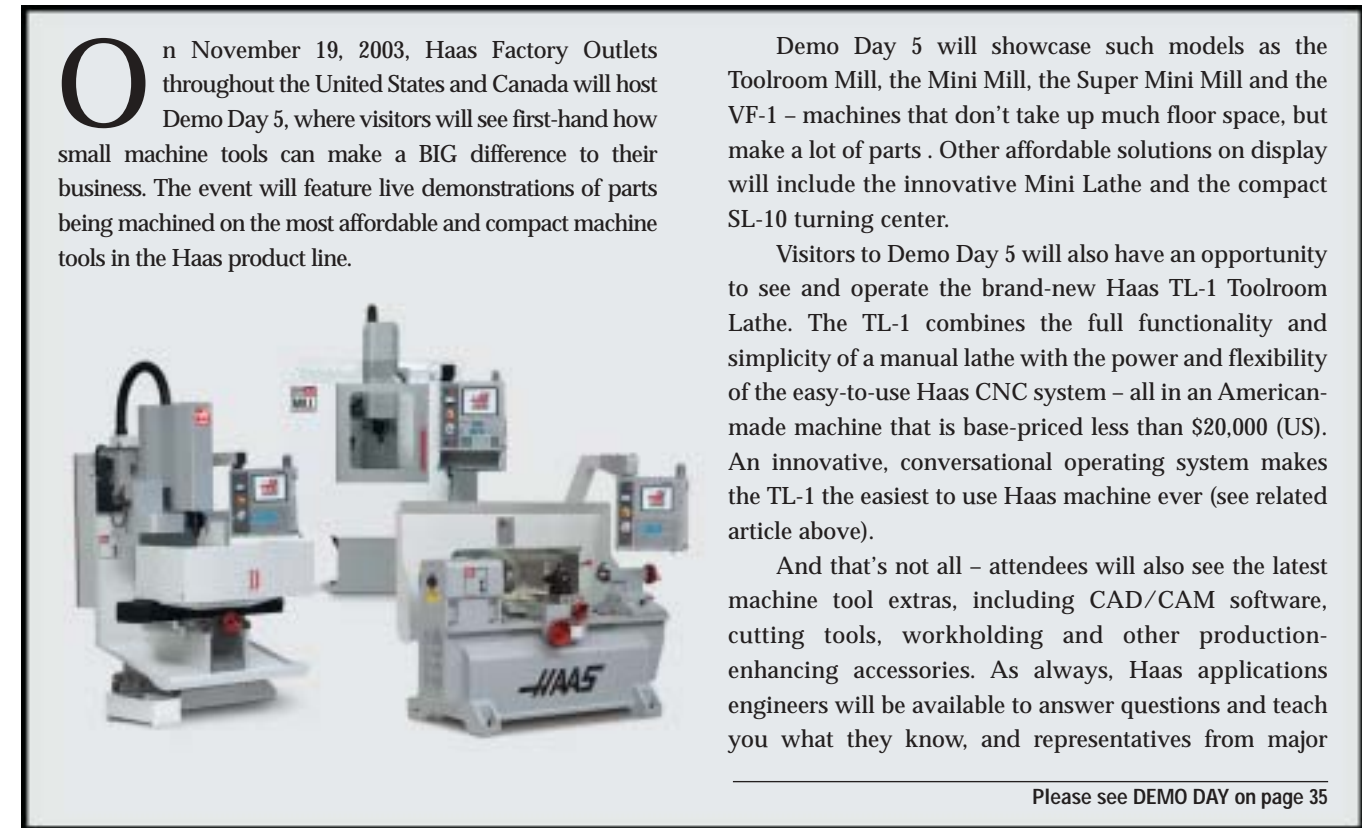 On November 19, 2003, Haas Factory Outlets
throughout the United States and Canada will host
Demo Day 5, where visitors will see first-hand how
small machine tools can make a BIG difference to their
business. The event will feature live demonstrations of parts
being machined on the most affordable and compact machine
tools in the Haas product line.
MILL
HAAS
Demo Day 5 will showcase such models as the
Toolroom Mill, the Mini Mill, the Super Mini Mill and the
VF-1 – machines that don't take up much floor space, but
make a lot of parts . Other affordable solutions on display
will include the innovative Mini Lathe and the compact
SL-10 turning center.
Visitors to Demo Day 5 will also have an opportunity
to see and operate the brand-new Haas TL-1 Toolroom
Lathe. The TL-1 combines the full functionality and
simplicity of a manual lathe with the power and flexibility
of the easy-to-use Haas CNC system – all in an American-
made machine that is base-priced less than $20,000 (US).
An innovative, conversational operating system makes
the TL-1 the easiest to use Haas machine ever (see related
article above).
And that's not all – attendees will also see the latest
machine tool extras, including CAD/CAM software,
cutting tools, workholding and other production-
enhancing accessories. As always, Haas applications
engineers will be available to answer questions and teach
you what they know, and representatives from major
Please see DEMO DAY on page 35